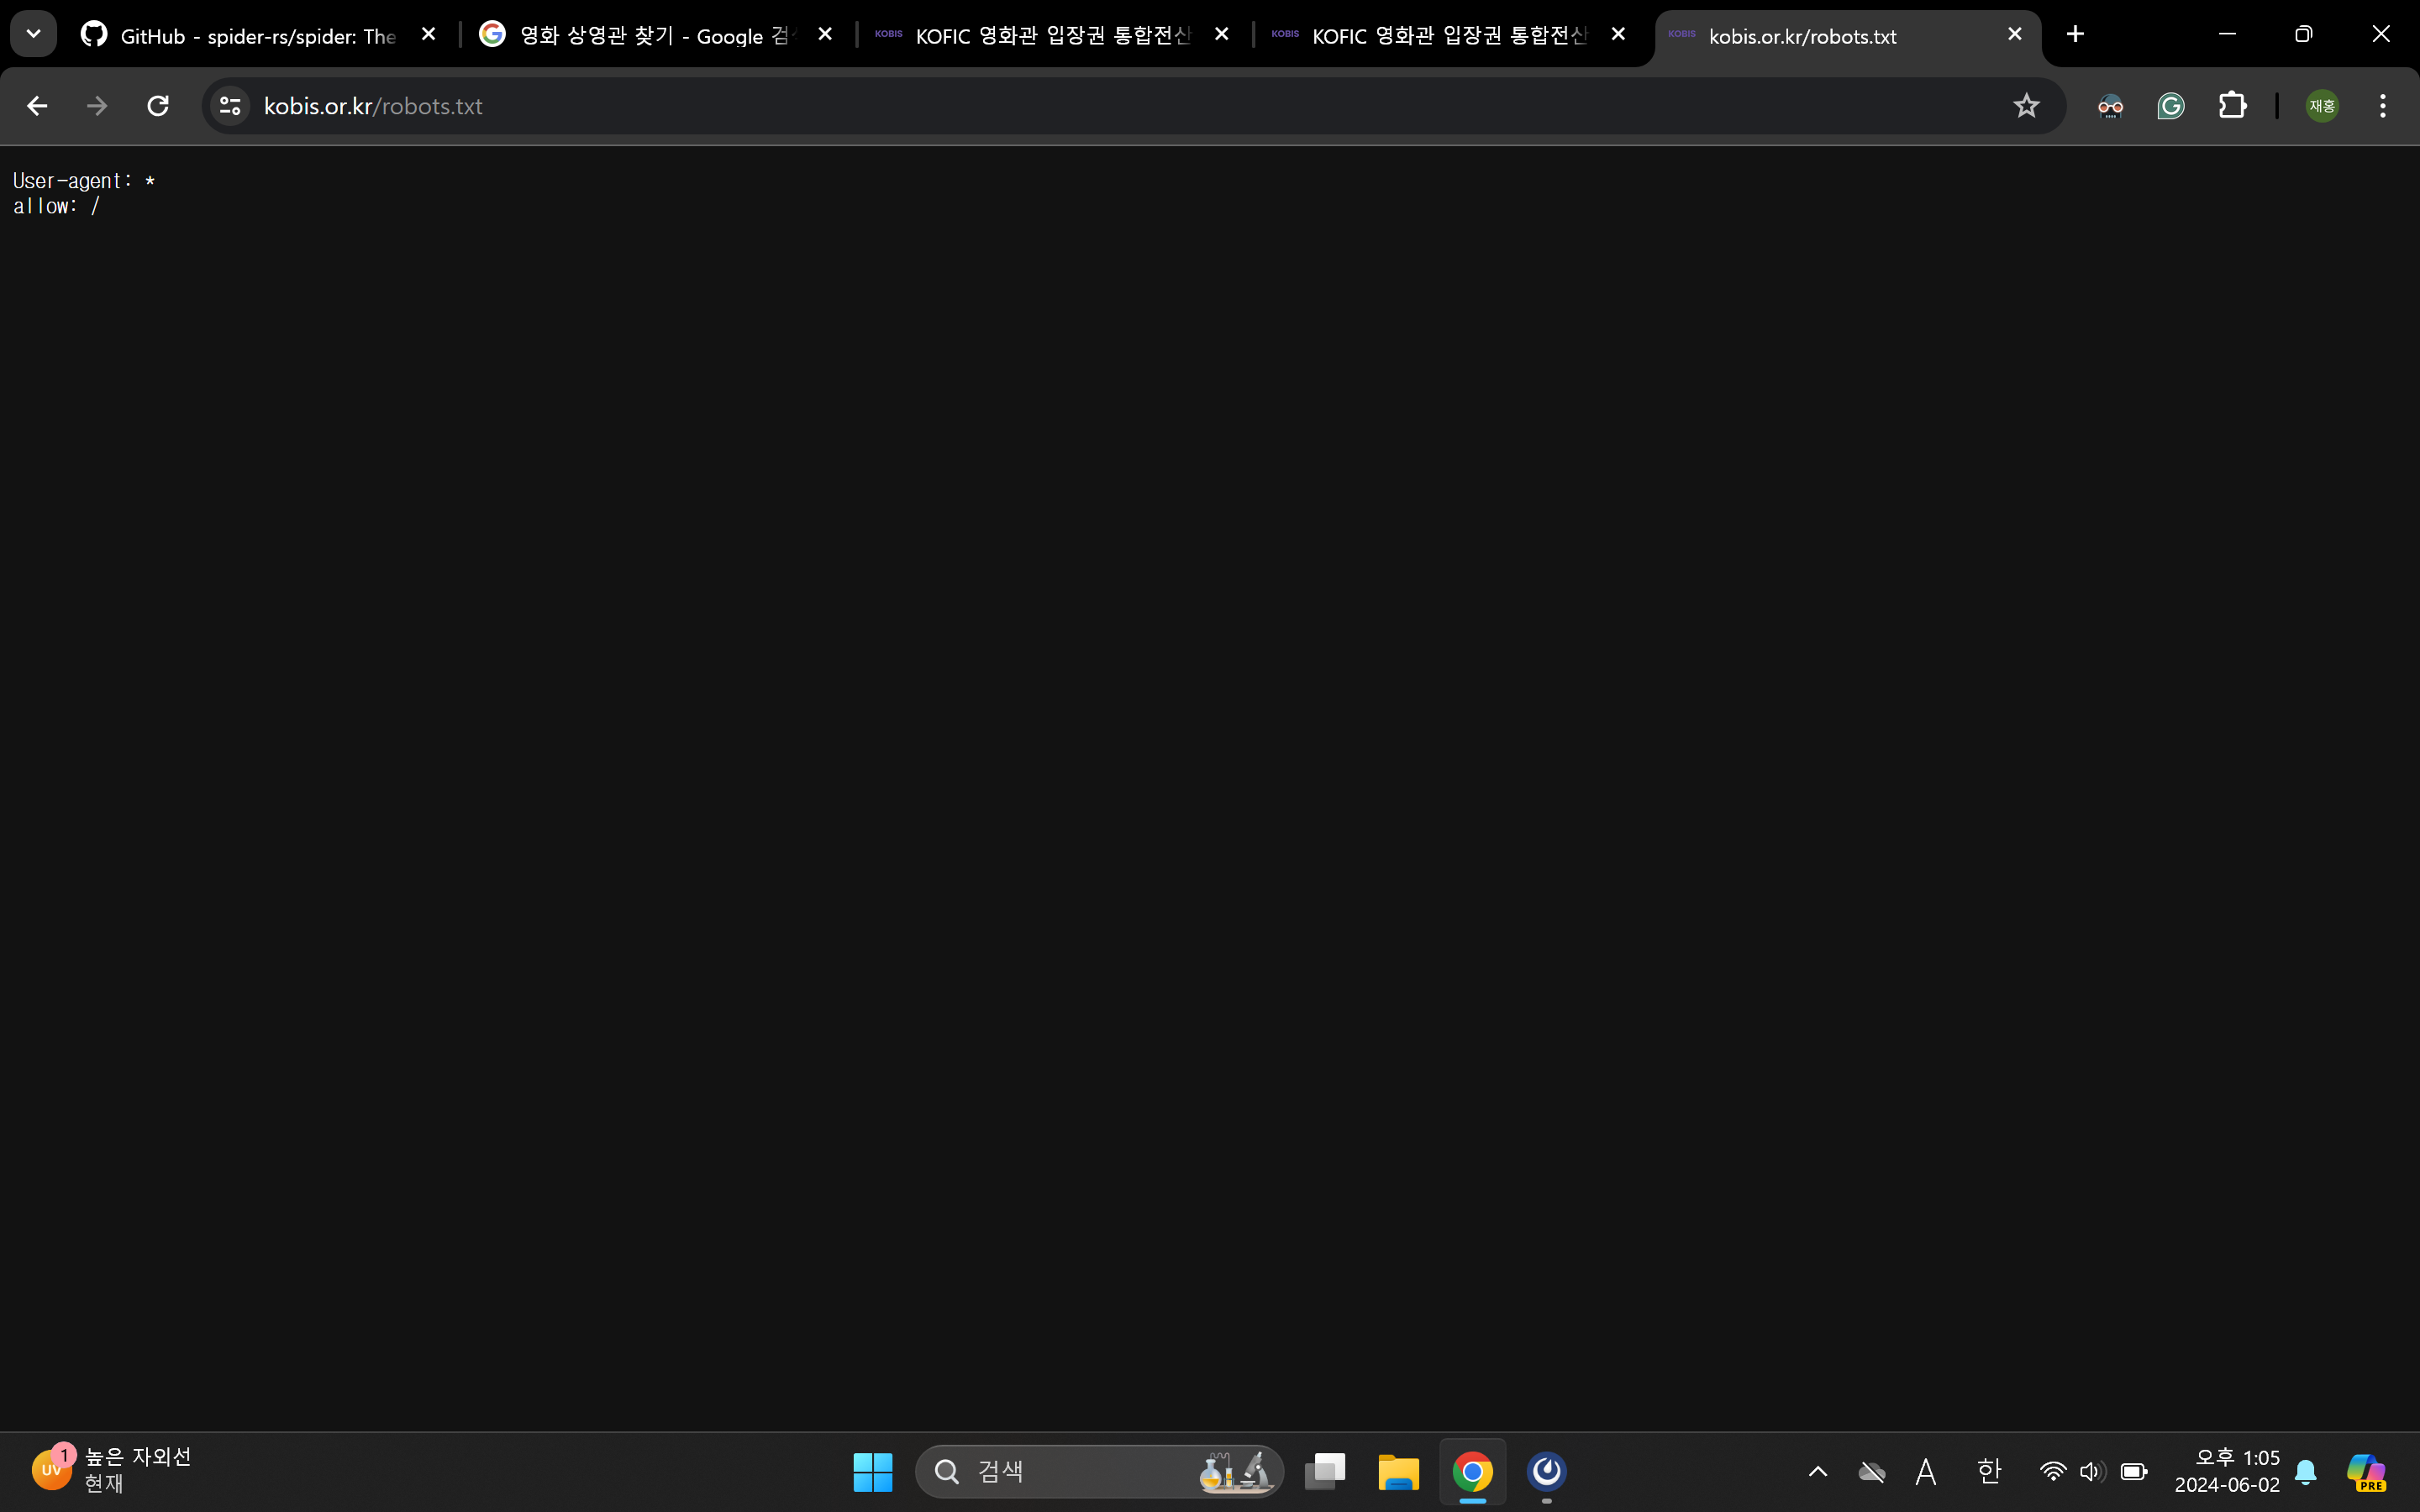 GitHub - spider-rs/spider: The
영화 상영관 찾기 - Google 검
KOBIS
KOFIC 영화관 입장권 통합전산
KOBIS
KOFIC 영화관 입장권 통합전산
KOBIS
kobis.or.kr/robots.txt
kobis.or.kr/robots.txt
재홍
User-agent: *
allow: /
UV
1
높은 자외선
현재
검색
A
한
오후 1:05
2024-06-02
PRE